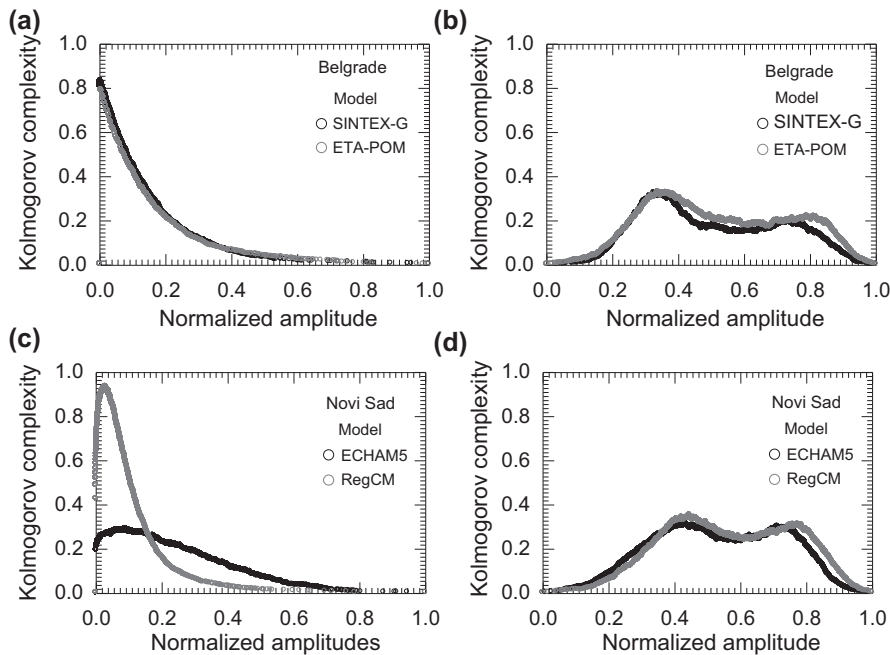 (a)
Kolmogorov complexity
1.0
0.8
0.6
0.4
0.2
0.0
Belgrade
Model
SINTEX-G
ETA-POM
0.0 0.2 0.4 0.6 0.8 1.0
Normalized amplitude
(b)
Kolmogorov complexity
1.0
0.8
0.6
0.4
0.2
0.0
Belgrade
Model
SINTEX-G
ETA-POM
0.0 0.2 0.4 0.6 0.8 1.0
Normalized amplitude
(c)
Kolmogorov complexity
1.0
0.8
0.6
0.4
0.2
0.0
Novi Sad
Model
ECHAM5
RegCM
0.0 0.2 0.4 0.6 0.8 1.0
Normalized amplitudes
(d)
Kolmogorov complexity
1.0
0.8
0.6
0.4
0.2
0.0
Novi Sad
Model
ECHAM5
RegCM
0.0 0.2 0.4 0.6 0.8 1.0
Normalized amplitude